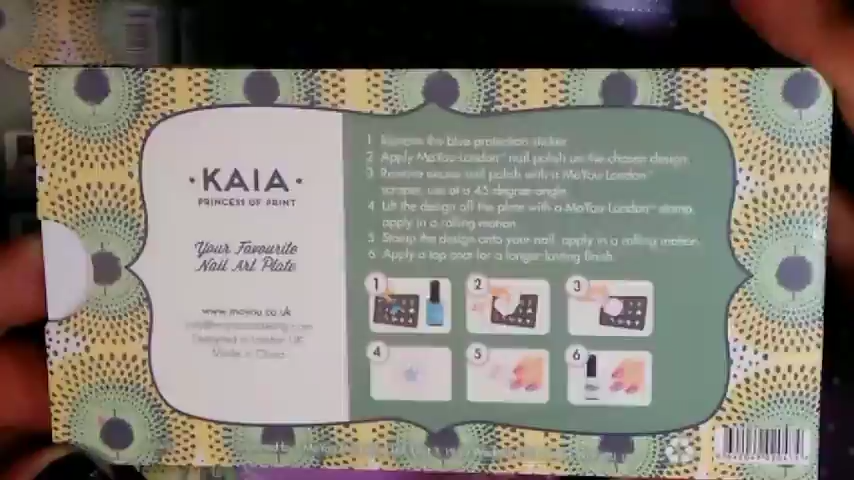 · KAIA ·
PRINCESS OF PRINT
Your Favourite
Nail Art Plate
www.moyou.co.uk
Designed in London UK
Made in China
1 Remove the blue protection sticker
2 Apply MoYou-London™ nail polish on the chosen design
3 Remove excess nail polish with a MoYou London™
scraper, use at a 45 degree angle
4 Lift the design off the plate with a MoYou-London™ stamp,
apply in a rolling motion
5 Stamp the design onto your nail, apply in a rolling motion
6 Apply a top coat for a longer lasting finish
1
2
3
4
5
6